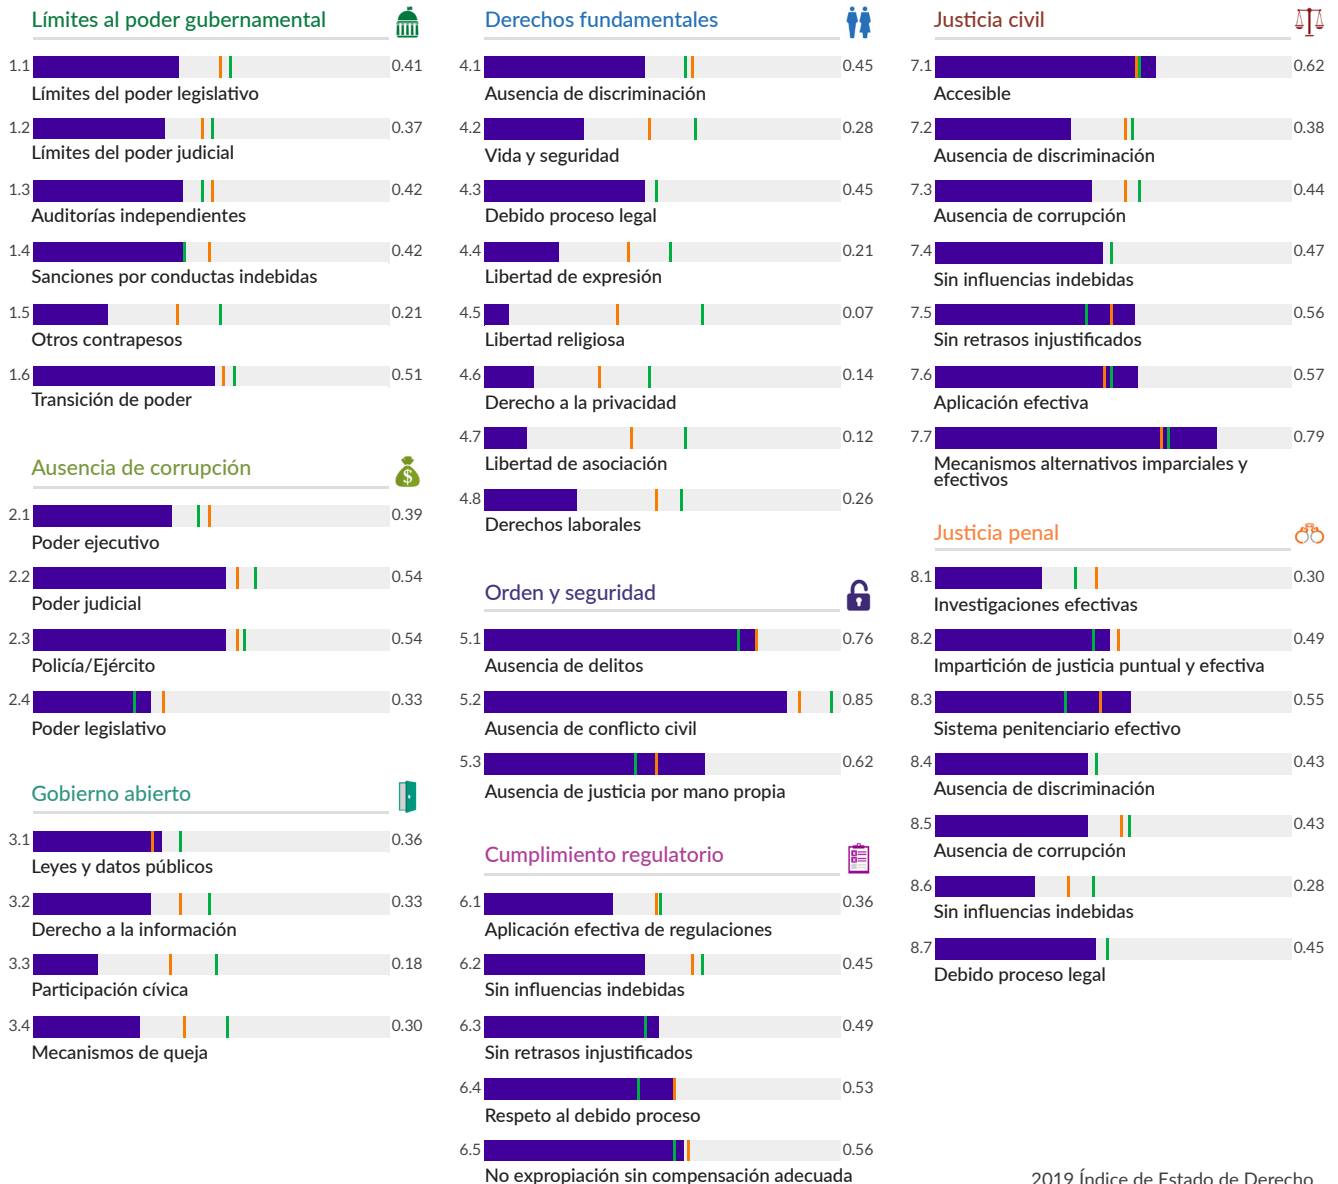 Límites al poder gubernamental
1.1 0.41
Límites del poder legislativo
1.2 0.37
Límites del poder judicial
1.3 0.42
Auditorías independientes
1.4 0.42
Sanciones por conductas indebidas
1.5 0.21
Otros contrapesos
1.6 0.51
Transición de poder
Ausencia de corrupción
$
2.1 0.39
Poder ejecutivo
2.2 0.54
Poder judicial
2.3 0.54
Policía/Ejército
2.4 0.33
Poder legislativo
Gobierno abierto
3.1 0.36
Leyes y datos públicos
3.2 0.33
Derecho a la información
3.3 0.18
Participación cívica
3.4 0.30
Mecanismos de queja
Derechos fundamentales
4.1 0.45
Ausencia de discriminación
4.2 0.28
Vida y seguridad
4.3 0.45
Debido proceso legal
4.4 0.21
Libertad de expresión
4.5 0.07
Libertad religiosa
4.6 0.14
Derecho a la privacidad
4.7 0.12
Libertad de asociación
4.8 0.26
Derechos laborales
Orden y seguridad
5.1 0.76
Ausencia de delitos
5.2 0.85
Ausencia de conflicto civil
5.3 0.62
Ausencia de justicia por mano propia
Cumplimiento regulatorio
6.1 0.36
Aplicación efectiva de regulaciones
6.2 0.45
Sin influencias indebidas
6.3 0.49
Sin retrasos injustificados
6.4 0.53
Respeto al debido proceso
6.5 0.56
No expropiación sin compensación adecuada
Justicia civil
7.1 0.62
Accesible
7.2 0.38
Ausencia de discriminación
7.3 0.44
Ausencia de corrupción
7.4 0.47
Sin influencias indebidas
7.5 0.56
Sin retrasos injustificados
7.6 0.57
Aplicación efectiva
7.7 0.79
Mecanismos alternativos imparciales y
efectivos
Justicia penal
8.1 0.30
Investigaciones efectivas
8.2 0.49
Impartición de justicia puntual y efectiva
8.3 0.55
Sistema penitenciario efectivo
8.4 0.43
Ausencia de discriminación
8.5 0.43
Ausencia de corrupción
8.6 0.28
Sin influencias indebidas
8.7 0.45
Debido proceso legal
2019 Índice de Estado de Derecho